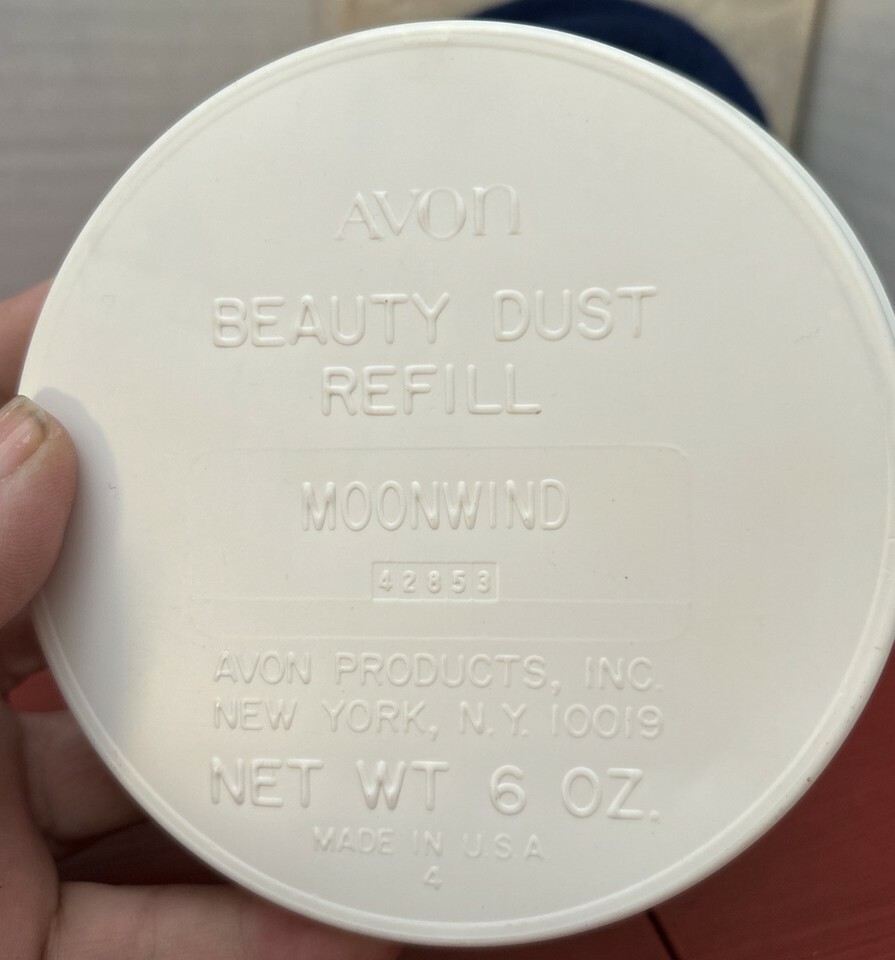 AVON
BEAUTY DUST
REFILL
MOONWIND
42853
AVON PRODUCTS, INC.
NEW YORK, N.Y. 10019
NET WT 6 OZ.
MADE IN U.S.A
4